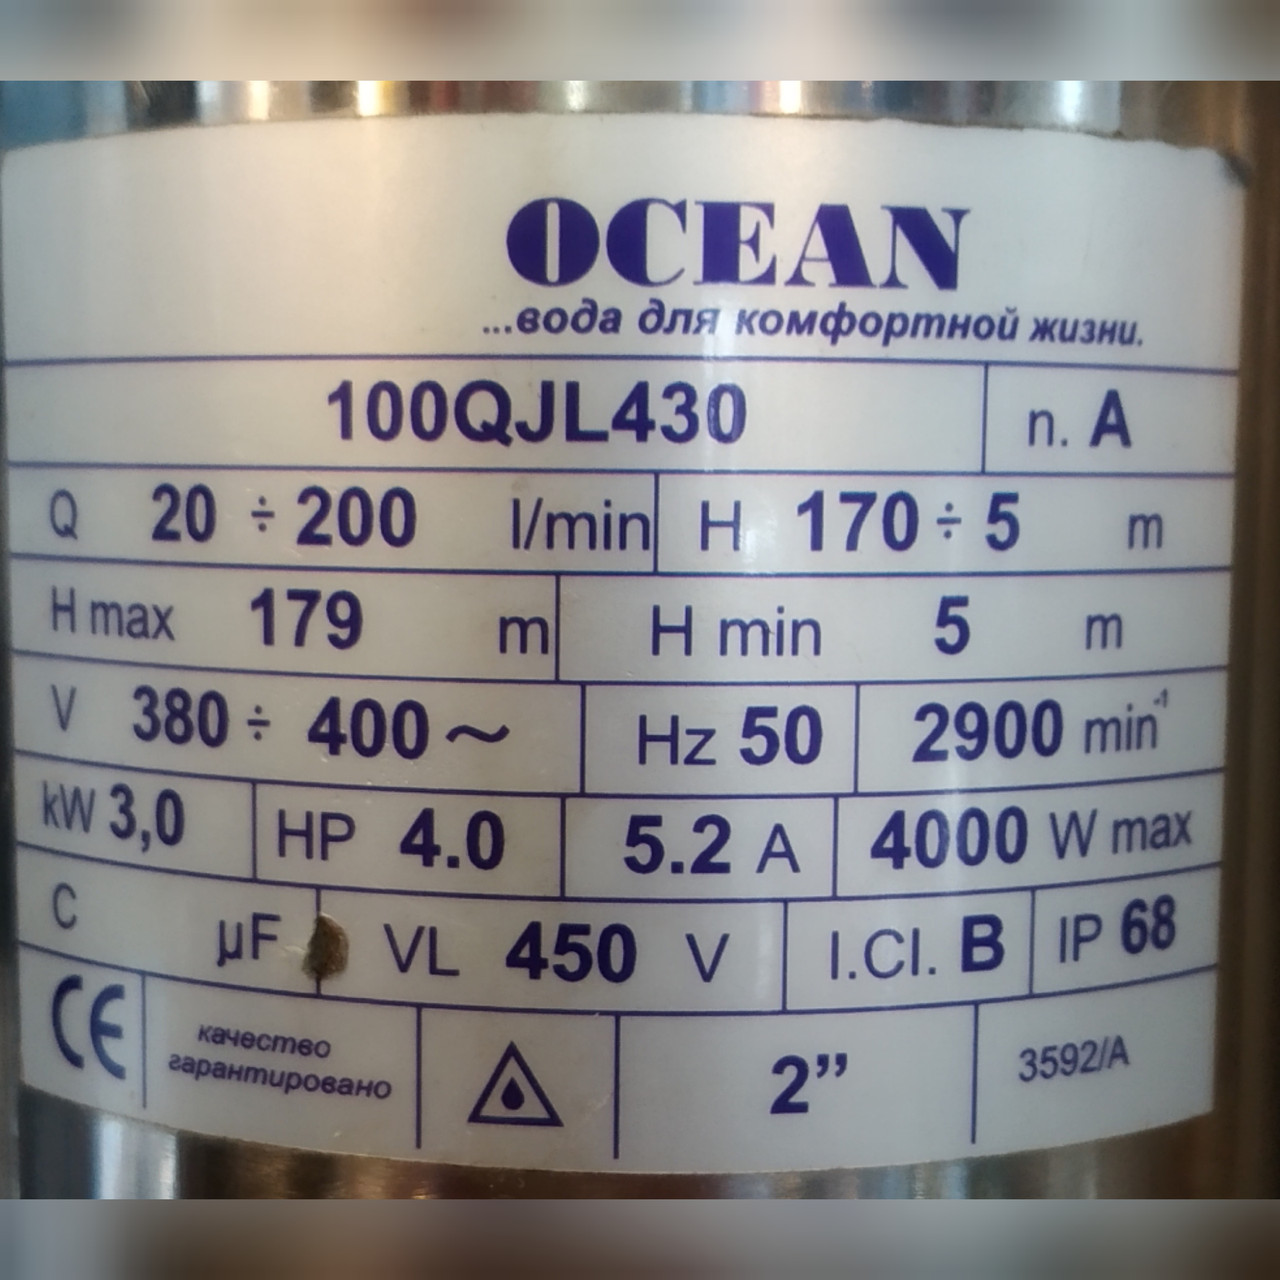 OCEAN
...вода для комфортной жизни.
100QJL430 n. A
Q 20 ÷ 200 l/min H 170 ÷ 5 m
H max 179 m H min 5 m
V 380 ÷ 400 ~ Hz 50 2900 min⁻¹
kW 3,0 HP 4.0 5.2 A 4000 W max
C µF VL 450 V I.Cl. B IP 68
CE качество
гарантировано 2” 3592/A